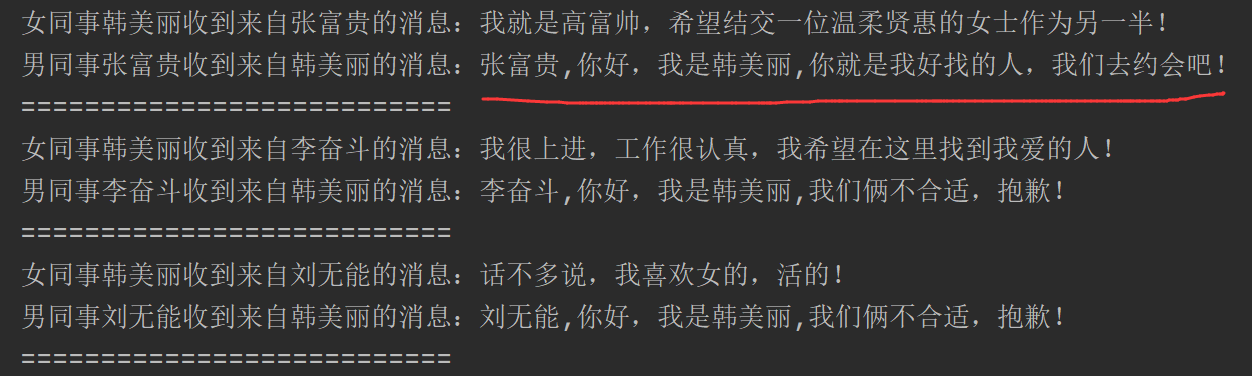 女同事韩美丽收到来自张富贵的消息：我就是高富帅，希望结交一位温柔贤惠的女士作为另一半！
男同事张富贵收到来自韩美丽的消息：张富贵,你好，我是韩美丽,你就是我好找的人，我们去约会吧！
===========================
女同事韩美丽收到来自李奋斗的消息：我很上进，工作很认真，我希望在这里找到我爱的人！
男同事李奋斗收到来自韩美丽的消息：李奋斗,你好，我是韩美丽,我们俩不合适，抱歉！
===========================
女同事韩美丽收到来自刘无能的消息：话不多说，我喜欢女的，活的！
男同事刘无能收到来自韩美丽的消息：刘无能,你好，我是韩美丽,我们俩不合适，抱歉！
===========================